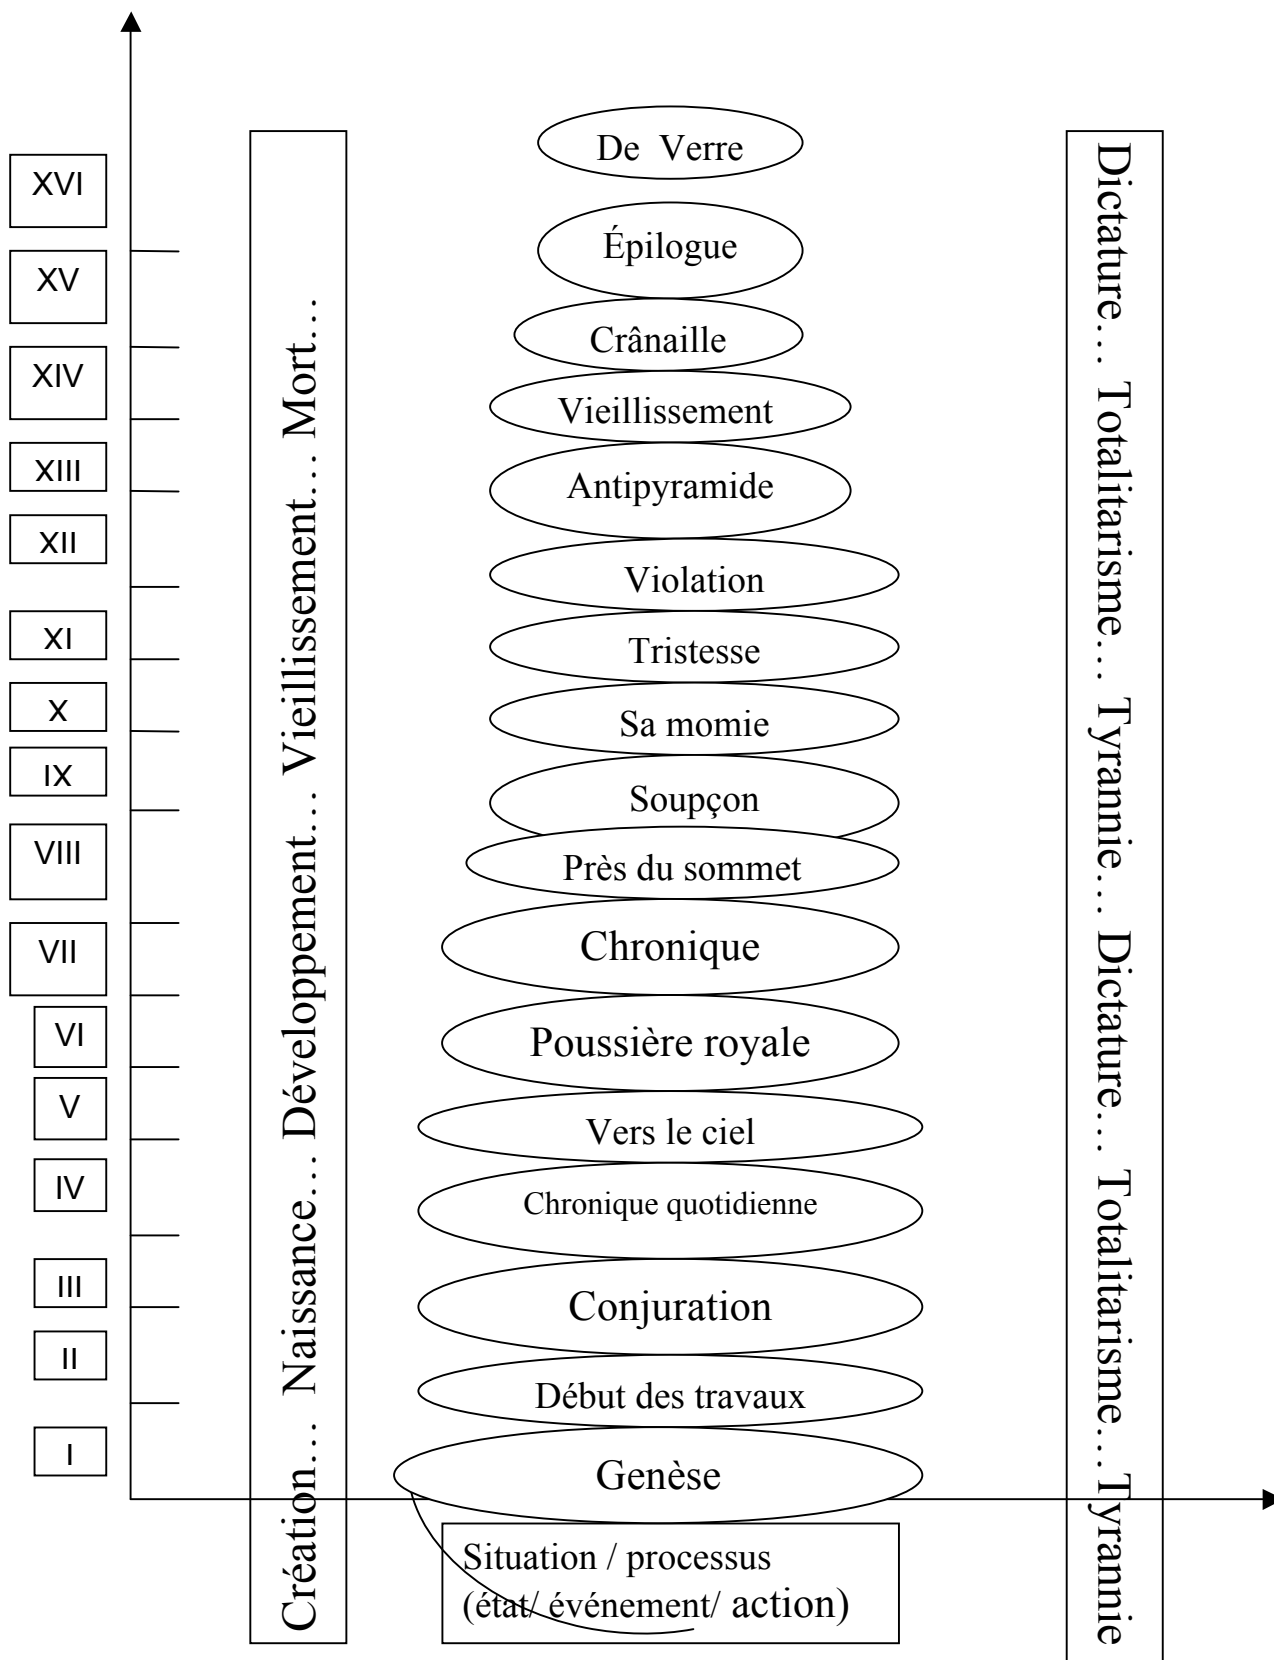 De Verre
XVI
Épilogue
XV
Crânaille
XIV
Vieillissement
XIII
Antipyramide
XII
Violation
XI
Tristesse
X
Sa momie
IX
Soupçon
VIII
Près du sommet
VII
Chronique
VI
Poussière royale
V
Vers le ciel
IV
Chronique quotidienne
III
Conjuration
II
Début des travaux
I
Genèse
Situation / processus
(état/ événement/ action)
Création… Naissance… Développement… Vieillissement… Mort…
Dictature… Totalitarisme… Tyrannie… Dictature… Totalitarisme… Tyrannie